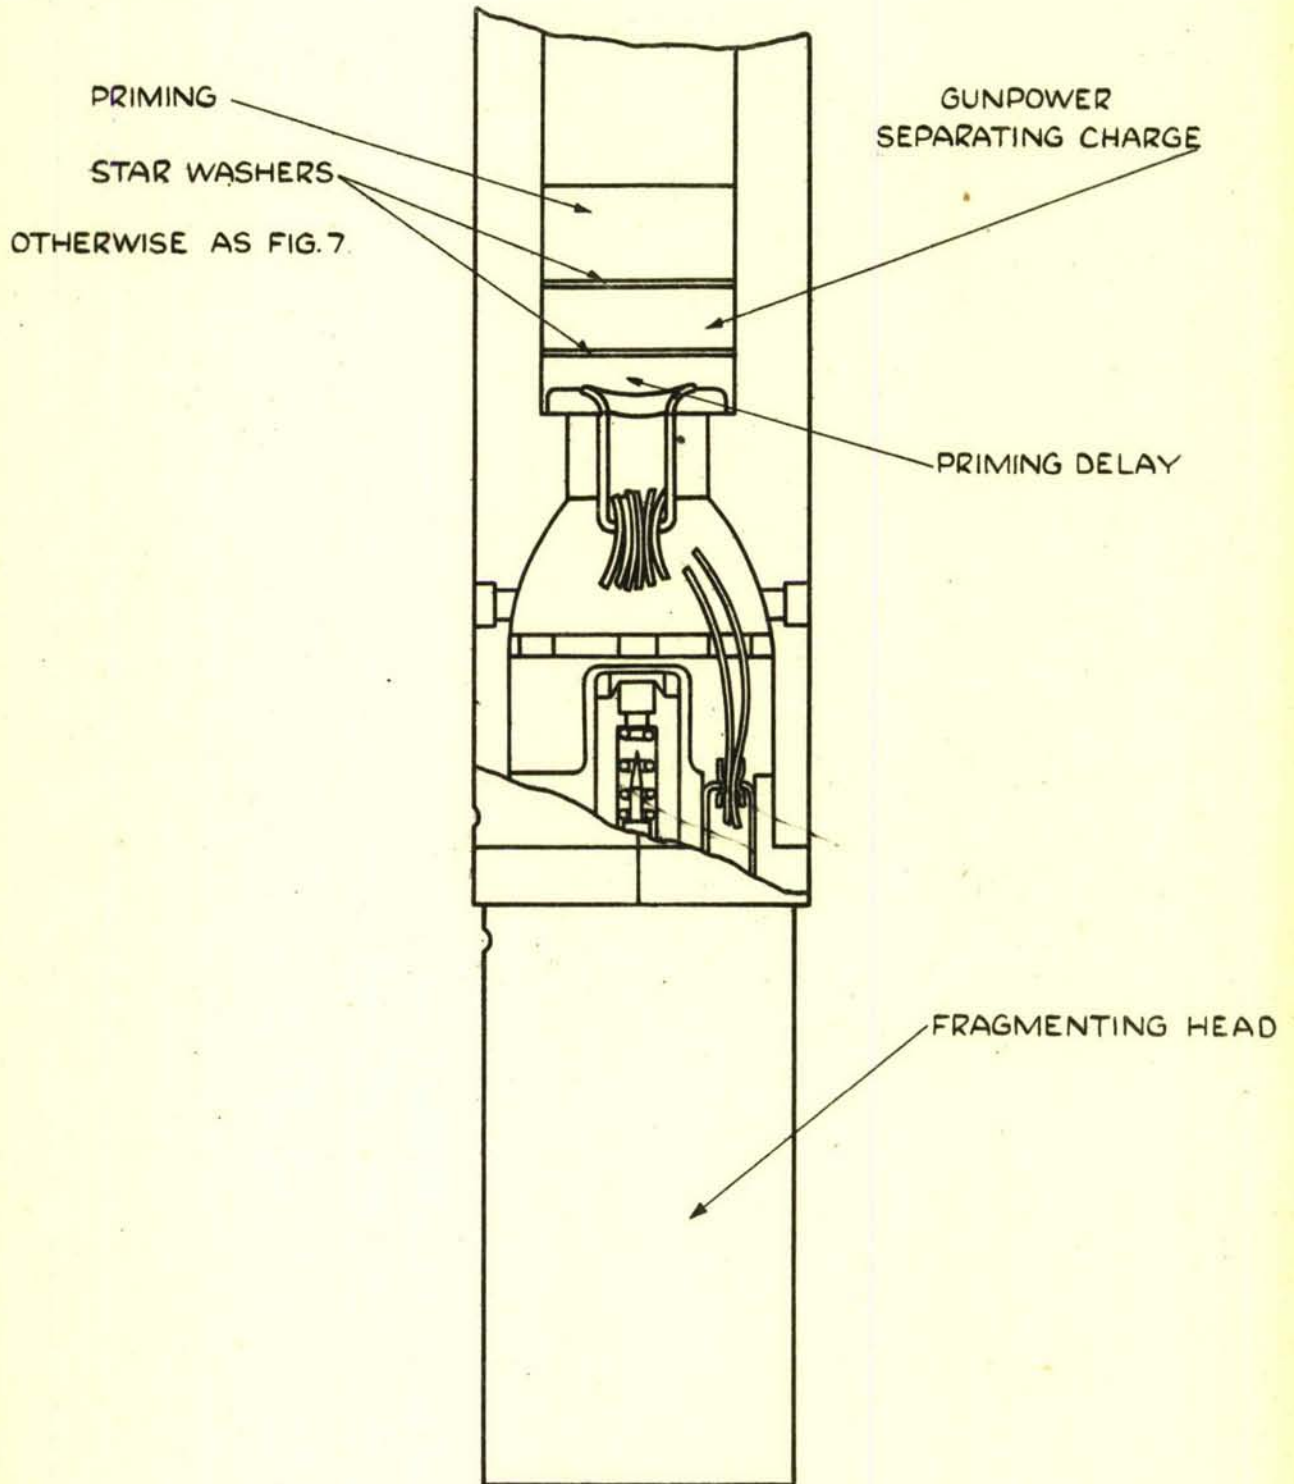 PRIMING
STAR WASHERS
OTHERWISE AS FIG. 7.
GUNPOWER
SEPARATING CHARGE
PRIMING DELAY
FRAGMENTING HEAD